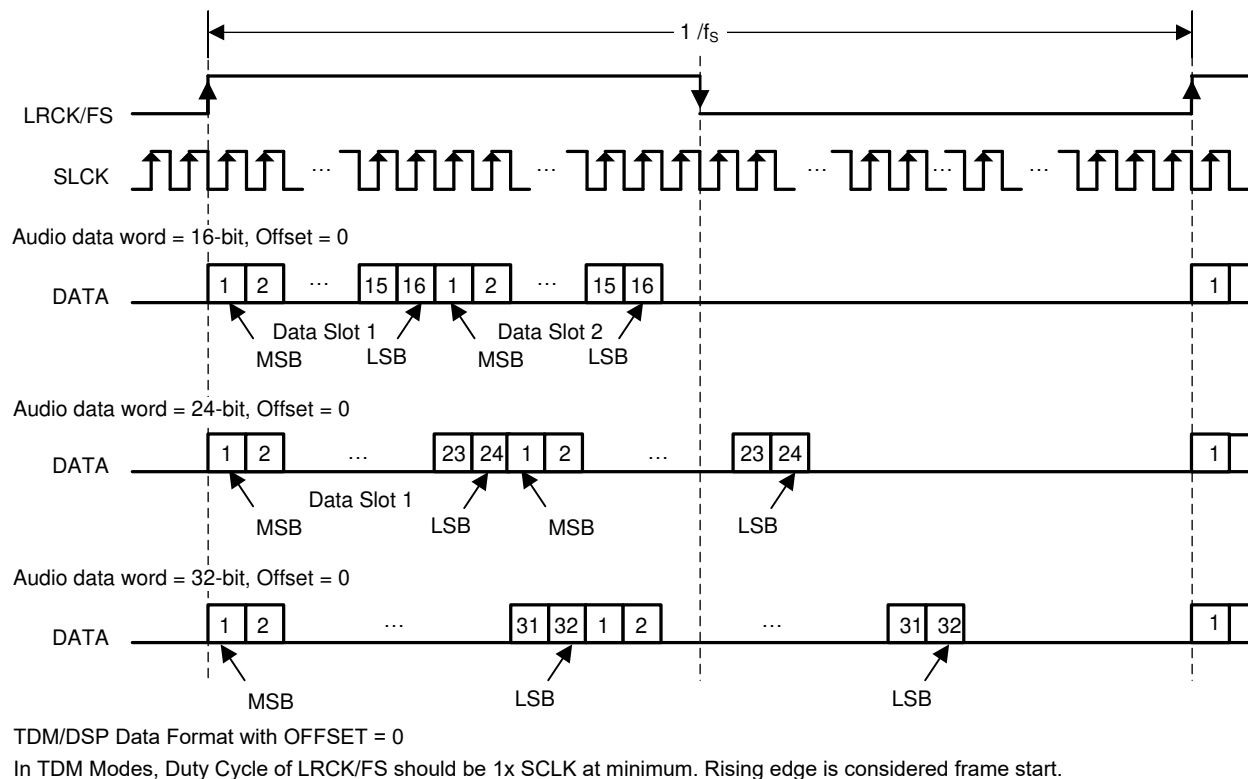 1 /fS
LRCK/FS
SLCK
… … … … …
Audio data word = 16-bit, Offset = 0
DATA 1 2 … 15 16 1 2 … 15 16 1
Data Slot 1 Data Slot 2
MSB LSB MSB LSB
Audio data word = 24-bit, Offset = 0
DATA 1 2 … 23 24 1 2 … 23 24 1
Data Slot 1
MSB LSB MSB LSB
Audio data word = 32-bit, Offset = 0
DATA 1 2 … 31 32 1 2 … 31 32 1
MSB LSB LSB
TDM/DSP Data Format with OFFSET = 0
In TDM Modes, Duty Cycle of LRCK/FS should be 1x SCLK at minimum. Rising edge is considered frame start.